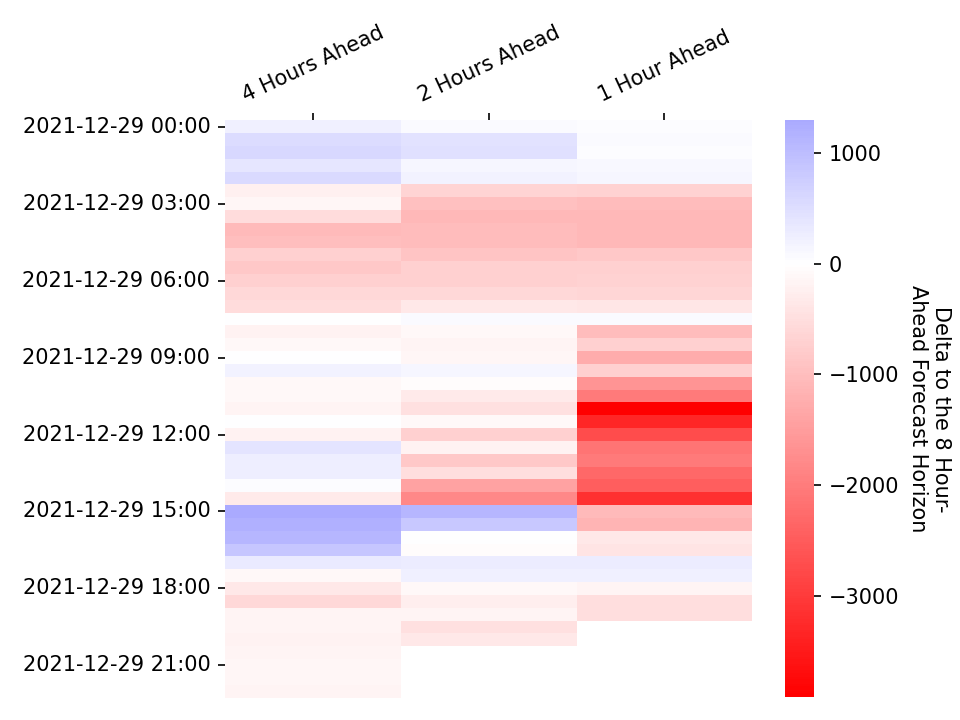 4 Hours Ahead
2 Hours Ahead
1 Hour Ahead
2021-12-29 00:00
2021-12-29 03:00
2021-12-29 06:00
2021-12-29 09:00
2021-12-29 12:00
2021-12-29 15:00
2021-12-29 18:00
2021-12-29 21:00
1000
0
−1000
−2000
−3000
Delta to the 8 Hour-
Ahead Forecast Horizon